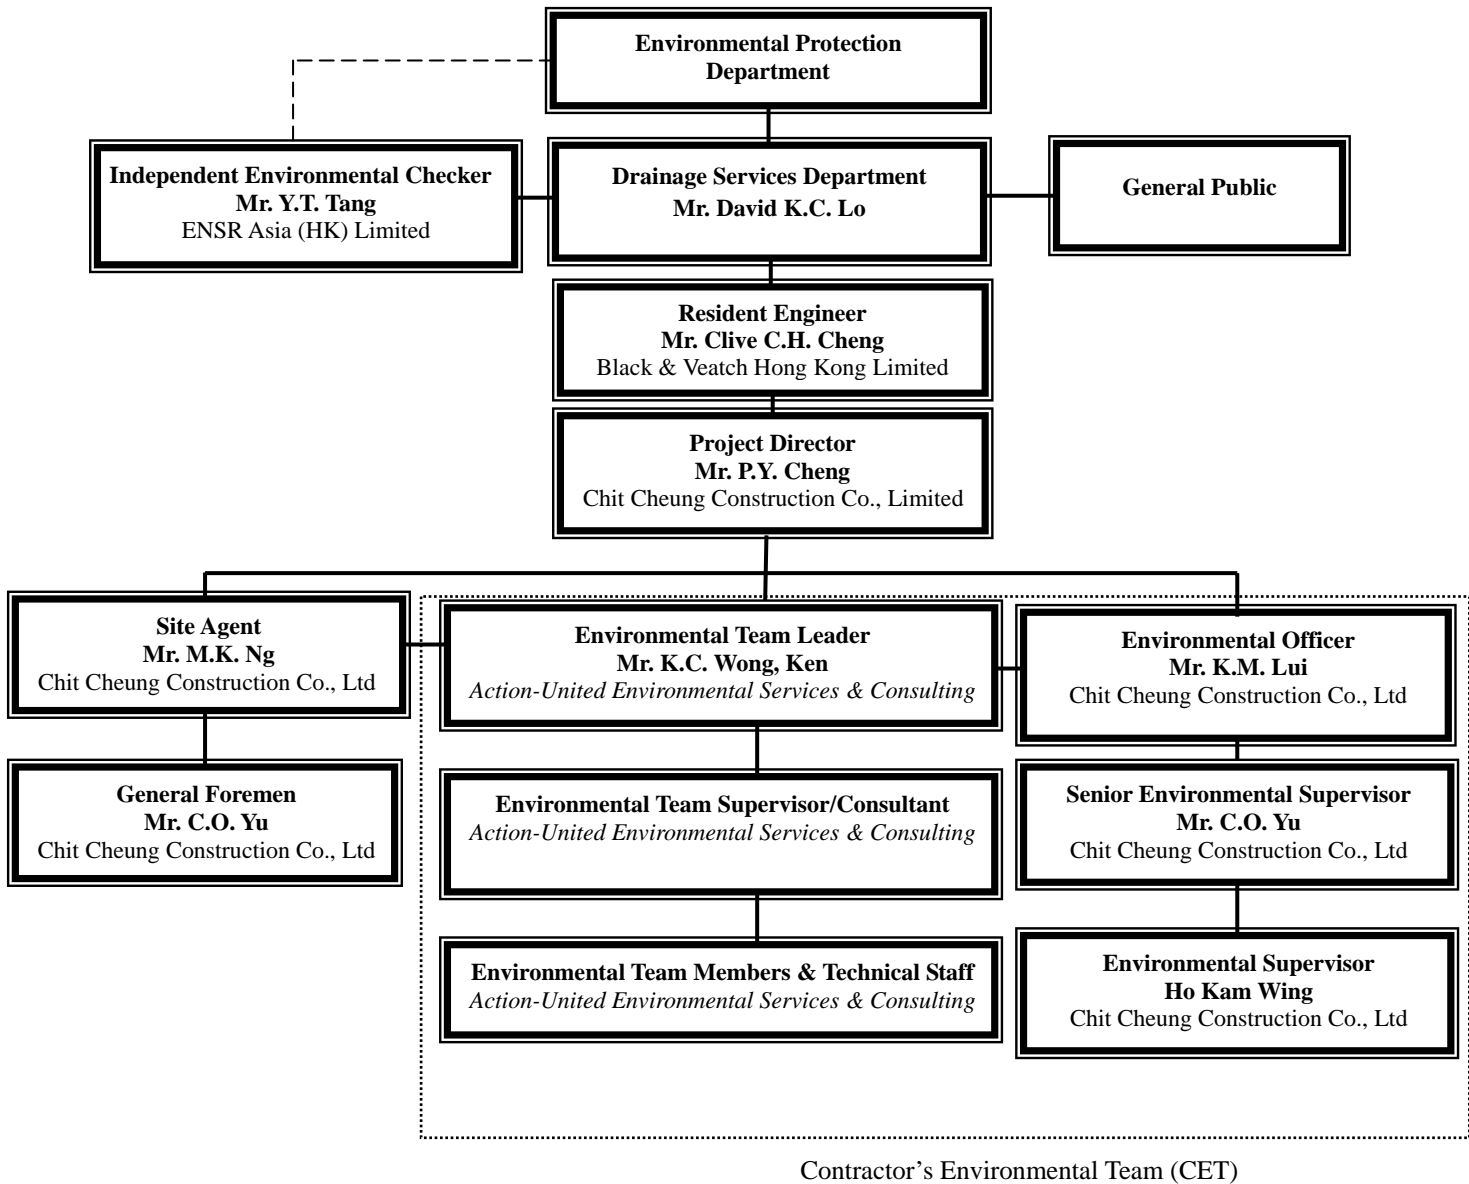 Environmental Protection
Department
Independent Environmental Checker
Mr. Y.T. Tang
ENSR Asia (HK) Limited
Drainage Services Department
Mr. David K.C. Lo
General Public
Resident Engineer
Mr. Clive C.H. Cheng
Black & Veatch Hong Kong Limited
Project Director
Mr. P.Y. Cheng
Chit Cheung Construction Co., Limited
Site Agent
Mr. M.K. Ng
Chit Cheung Construction Co., Ltd
Environmental Team Leader
Mr. K.C. Wong, Ken
Action-United Environmental Services & Consulting
Environmental Officer
Mr. K.M. Lui
Chit Cheung Construction Co., Ltd
General Foremen
Mr. C.O. Yu
Chit Cheung Construction Co., Ltd
Environmental Team Supervisor/Consultant
Action-United Environmental Services & Consulting
Senior Environmental Supervisor
Mr. C.O. Yu
Chit Cheung Construction Co., Ltd
Environmental Team Members & Technical Staff
Action-United Environmental Services & Consulting
Environmental Supervisor
Ho Kam Wing
Chit Cheung Construction Co., Ltd
Contractor’s Environmental Team (CET)